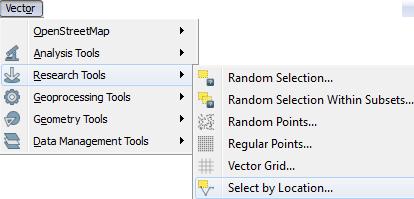 Vector
OpenStreetMap
Analysis Tools
Research Tools
Geoprocessing Tools
Geometry Tools
Data Management Tools
Random Selection...
Random Selection Within Subsets...
Random Points...
Regular Points...
Vector Grid...
Select by Location...